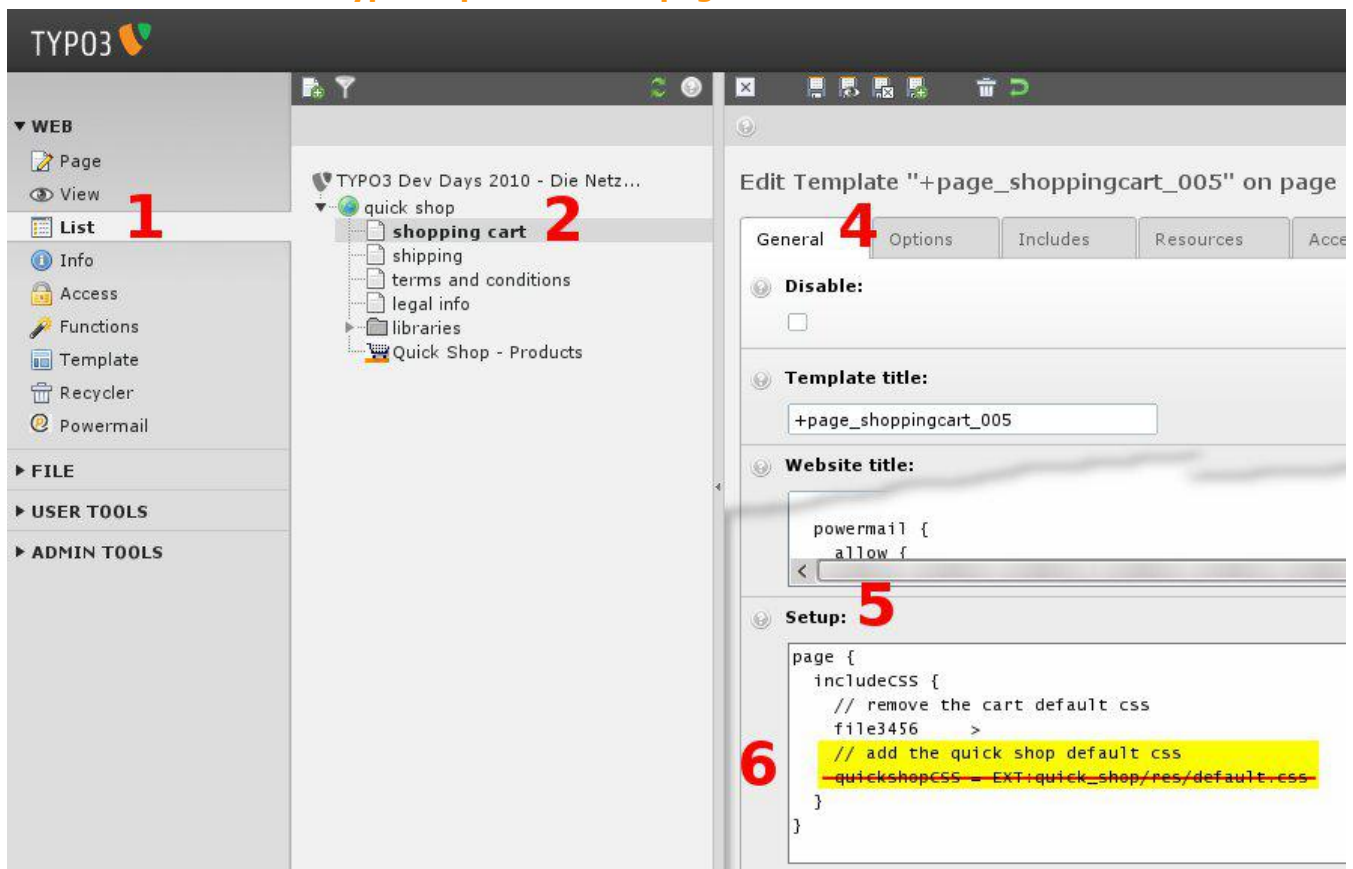 TYPO3
WEB
Page
View
List
Info
Access
Functions
Template
Recycler
Powermail
FILE
USER TOOLS
ADMIN TOOLS
1
TYPO3 Dev Days 2010 - Die Netz...
quick shop
shopping cart
shipping
terms and conditions
legal info
libraries
Quick Shop - Products
2
Edit Template "+page_shoppingcart_005" on page
General
4
Options
Includes
Resources
Acce
Disable:
Template title:
+page_shoppingcart_005
Website title:
powermail {
allow {
5
Setup:
page {
includeCSS {
// remove the cart default css
file3456 >
6
// add the quick shop default css
quickshopCSS = EXT:quick_shop/res/default.css
}
}